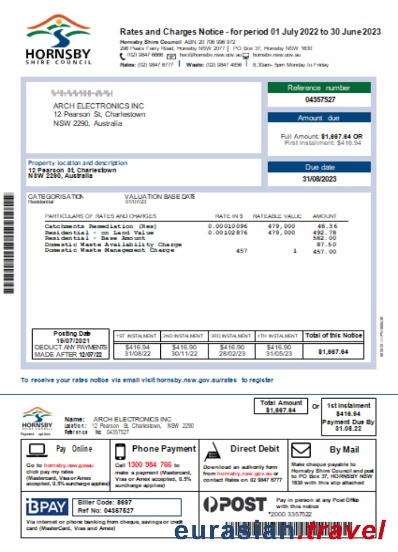 HORNSBY
SHIRE COUNCIL
Rates and Charges Notice - for period 01 July 2022 to 30 June 2023
Hornsby Shire Council ABN 20 706 996 972
296 Peats Ferry Road, Hornsby NSW 2077 | PO Box 37, Hornsby NSW 1630
(02) 9847 6666
hsc@hornsby.nsw.gov.au
hornsby.nsw.gov.au
Rates: (02) 9847 6777 | Waste: (02) 9847 4856 | 8.30am- 5pm Monday to Friday
ARCH ELECTRONICS INC
12 Pearson St, Charlestown
NSW 2290, Australia
Reference number
04357527
Amount due
Full Amount: $1,667.64 OR
First Instalment: $416.94
Due date
31/08/2023
Property location and description
12 Pearson St, Charlestown
NSW 2290, Australia
CATEGORISATION VALUATION BASE DATE
Residential
PARTICULARS OF RATES AND CHARGES RATE IN $ RATEABLE VALUE AMOUNT
Catchments Remediation (Res) 0.00010096 479,000 48.36
Residential - on Land Value 0.00102876 479,000 492.78
Residential - Base Amount 582.00
Domestic Waste Availability Charge 87.50
Domestic Waste Management Charge 457 1 457.00
Posting Date
19/07/2021
DEDUCT ANY PAYMENTS
MADE AFTER 12/07/22
1ST INSTALMENT 2ND INSTALMENT 3RD INSTALMENT 4TH INSTALMENT Total of this Notice
$416.90 $416.90 $416.90 $416.90
31/08/22 30/11/22 28/02/23 31/05/23 $1,667.64
To receive your rates notice via email visit hornsby.nsw.gov.au/rates to register
HORNSBY
SHIRE COUNCIL
Payment options
Name: ARCH ELECTRONICS INC
Location: 12 Pearson St, Charlestown, NSW 2290
Reference No 04357527
Total Amount
$1,667.64
Or
1st Instalment
$416.94
Payment Due By
31.08.22
Pay Online
Go to hornsby.nsw.gov.au
click pay my rates
(Mastercard, Visa or Amex
accepted, 0.5% surcharge applies)
Phone Payment
Call 1300 984 765 to
make a payment (Mastercard,
Visa or Amex accepted, 0.5%
surcharge applies)
Direct Debit
Download an authority form
from hornsby.nsw.gov.au or
contact Rates on 02 9847 6777
By Mail
Make cheque payable to
Hornsby Shire Council and post
to PO Box 37, HORNSBY NSW
1630 with this slip attached
BPAY
Biller Code: 8697
Ref No: 04357527
Via internet or phone banking from cheque, savings or credit
card (Mastercard, Visa and Amex)
POST
Pay in person at any Post Office
with this notice
*2000 3357522
eurasian.travel